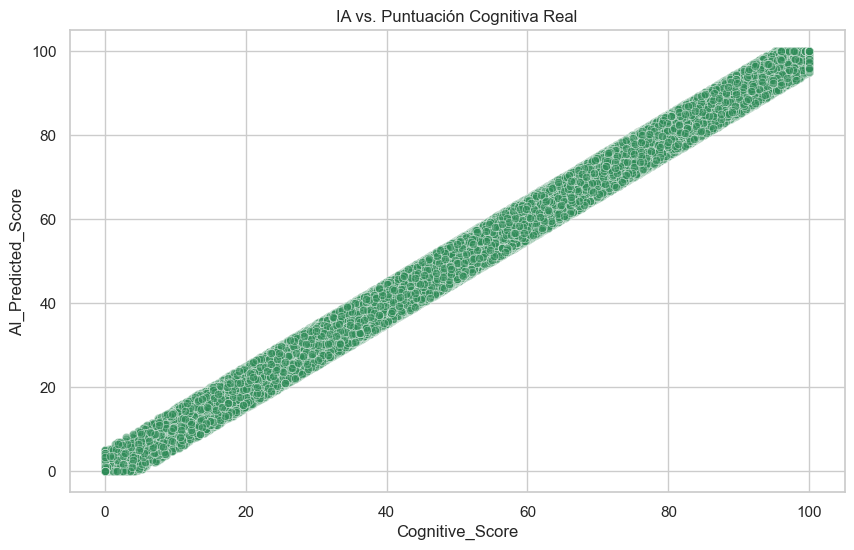 IA vs. Puntuación Cognitiva Real
100
80
60
40
20
0
AI_Predicted_Score
0 20 40 60 80 100
Cognitive_Score